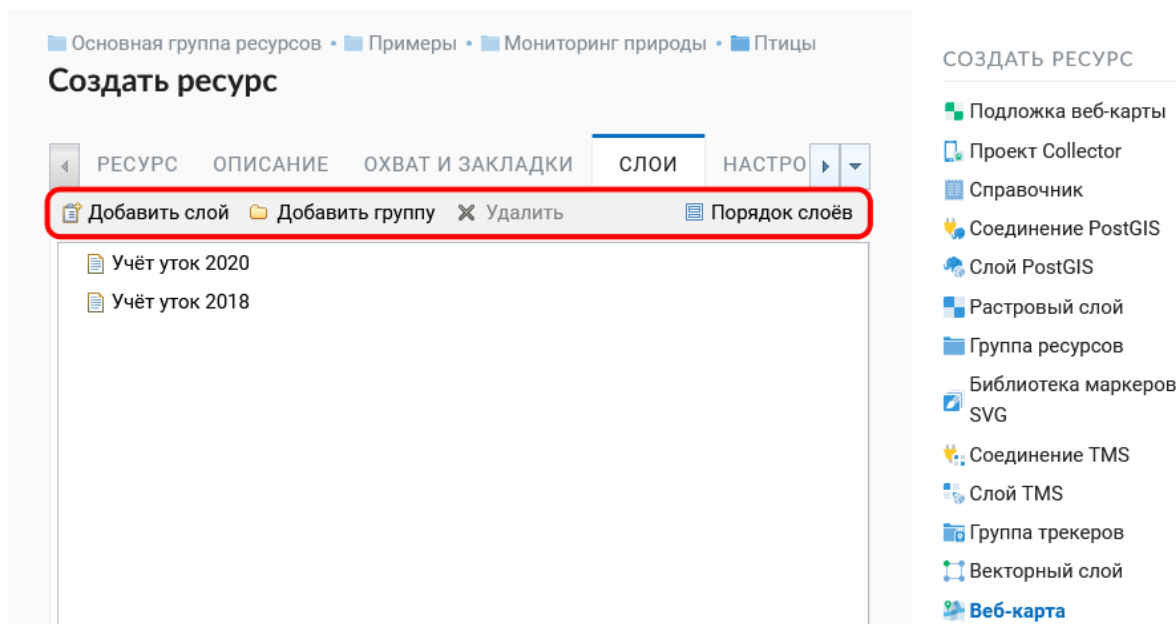 Основная группа ресурсов • Примеры • Мониторинг природы • Птицы
Создать ресурс
РЕСУРС ОПИСАНИЕ ОХВАТ И ЗАКЛАДКИ СЛОИ НАСТРО
Добавить слой Добавить группу Удалить Порядок слоёв
Учёт уток 2020
Учёт уток 2018
СОЗДАТЬ РЕСУРС
Подложка веб-карты
Проект Collector
Справочник
Соединение PostGIS
Слой PostGIS
Растровый слой
Группа ресурсов
Библиотека маркеров
SVG
Соединение TMS
Слой TMS
Группа трекеров
Векторный слой
Веб-карта